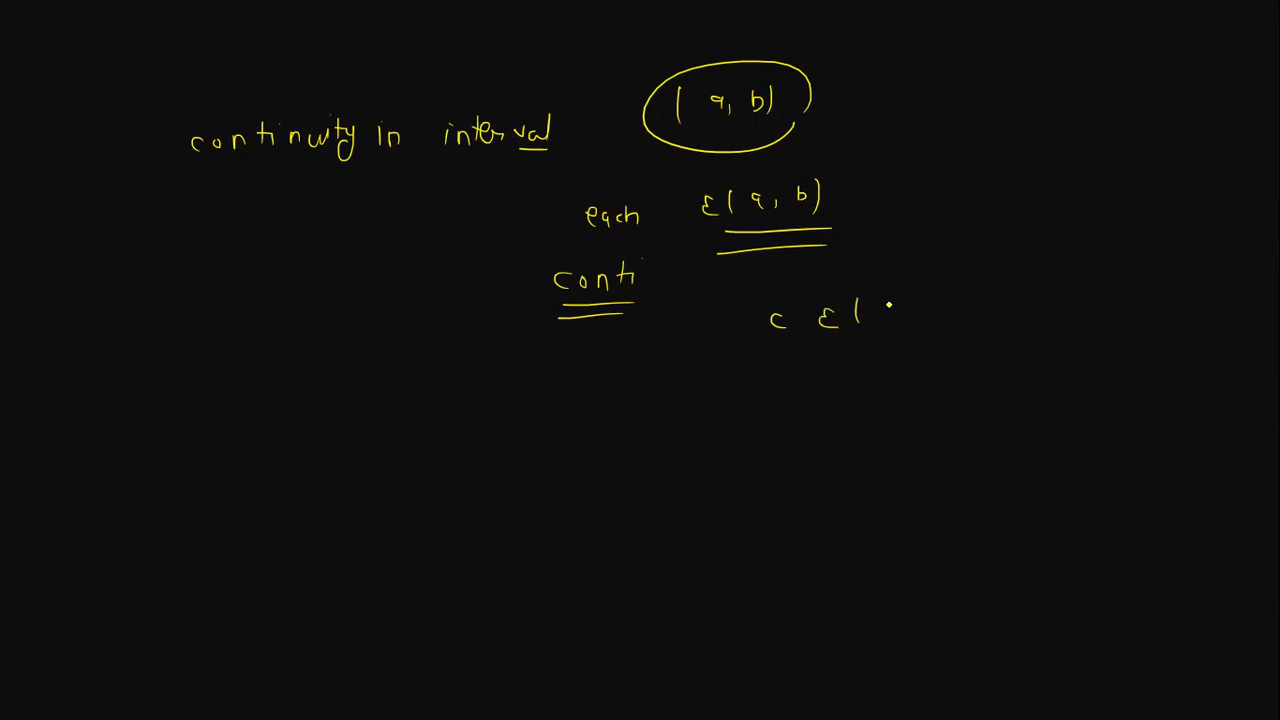 continuity in interval (a, b)
each ε(a, b)
conti
c ε(